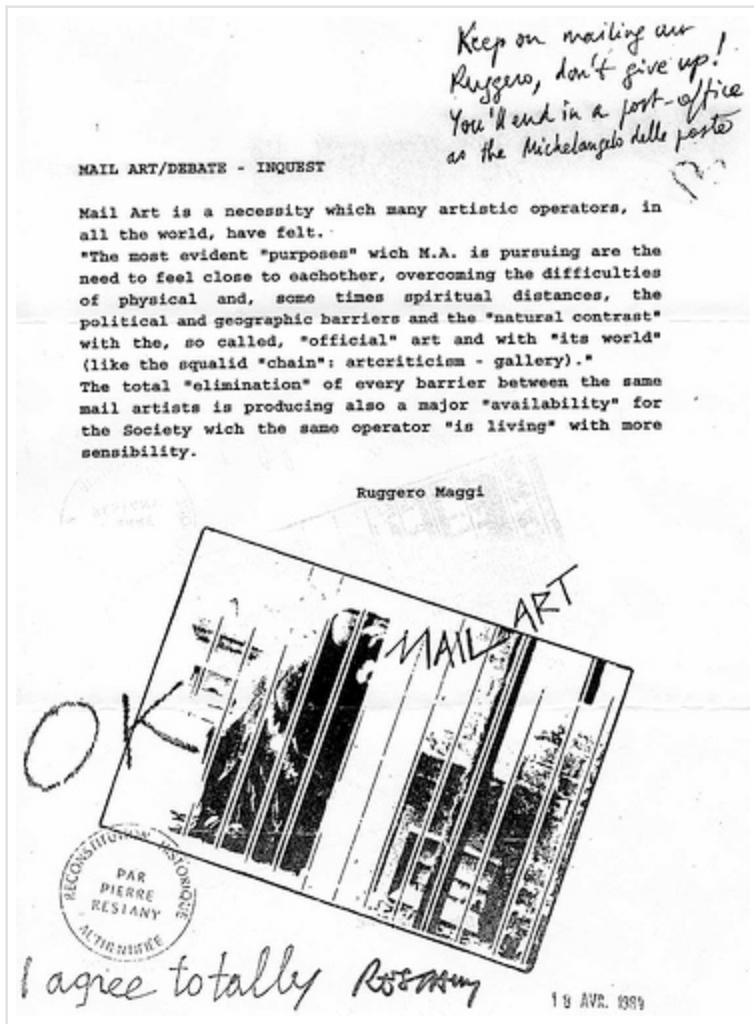 Keep on mailing
Ruggero, don't give up!
You'll end in a post-office
as the Michelangelo delle poste
MAIL ART/DEBATE - INQUEST
Mail Art is a necessity which many artistic operators, in
all the world, have felt.
"The most evident "purposes" wich M.A. is pursuing are the
need to feel close to eachother, overcoming the difficulties
of physical and, some times spiritual distances, the
political and geographic barriers and the "natural contrast"
with the, so called, "official" art and with "its world"
(like the squalid "chain": artcriticism - gallery)."
The total "elimination" of every barrier between the same
mail artists is producing also a major "availability" for
the Society wich the same operator "is living" with more
sensibility.
Ruggero Maggi
MAIL ART
OK
RECONSTITUTION HISTORIQUE
PAR
PIERRE
RESTANY
AUTHENTIFIÉE
I agree totally Restany
18 AVR. 1989